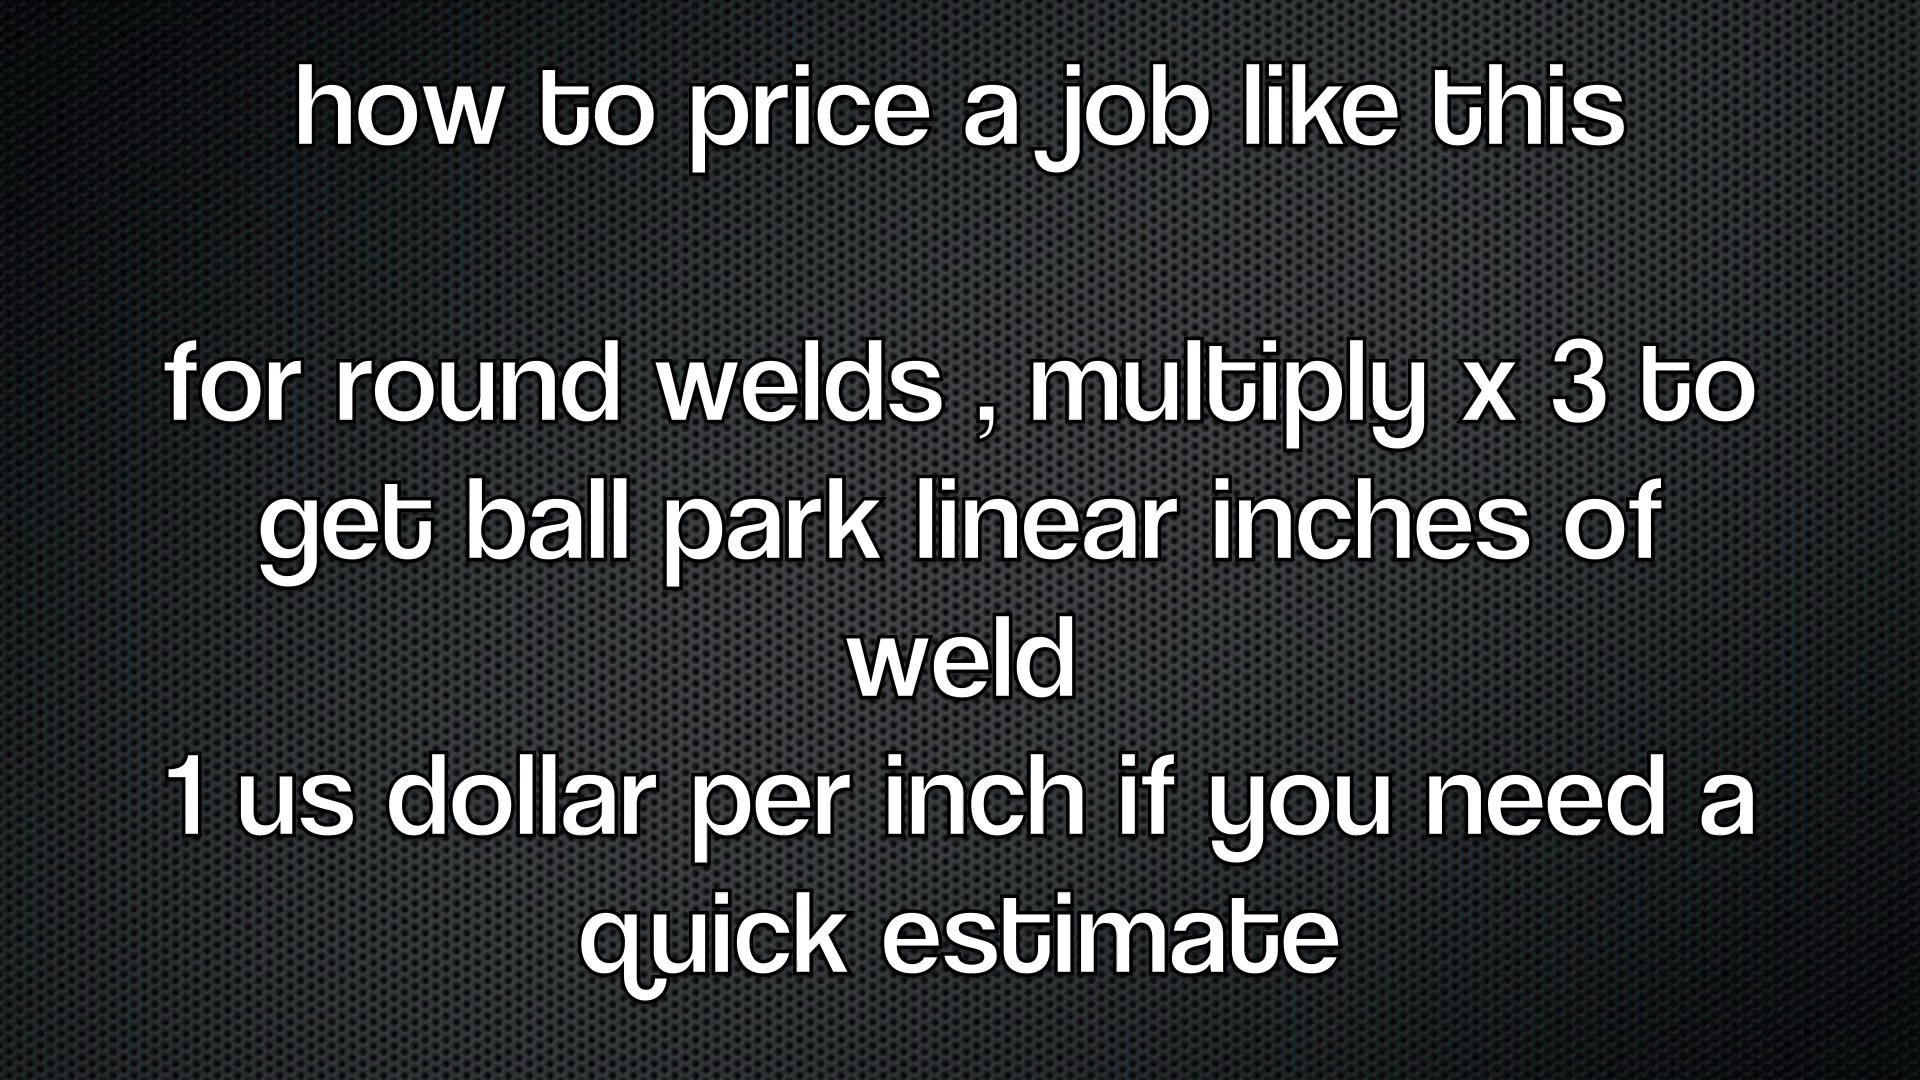 how to price a job like this
for round welds , multiply x 3 to
get ball park linear inches of
weld
1 us dollar per inch if you need a
quick estimate